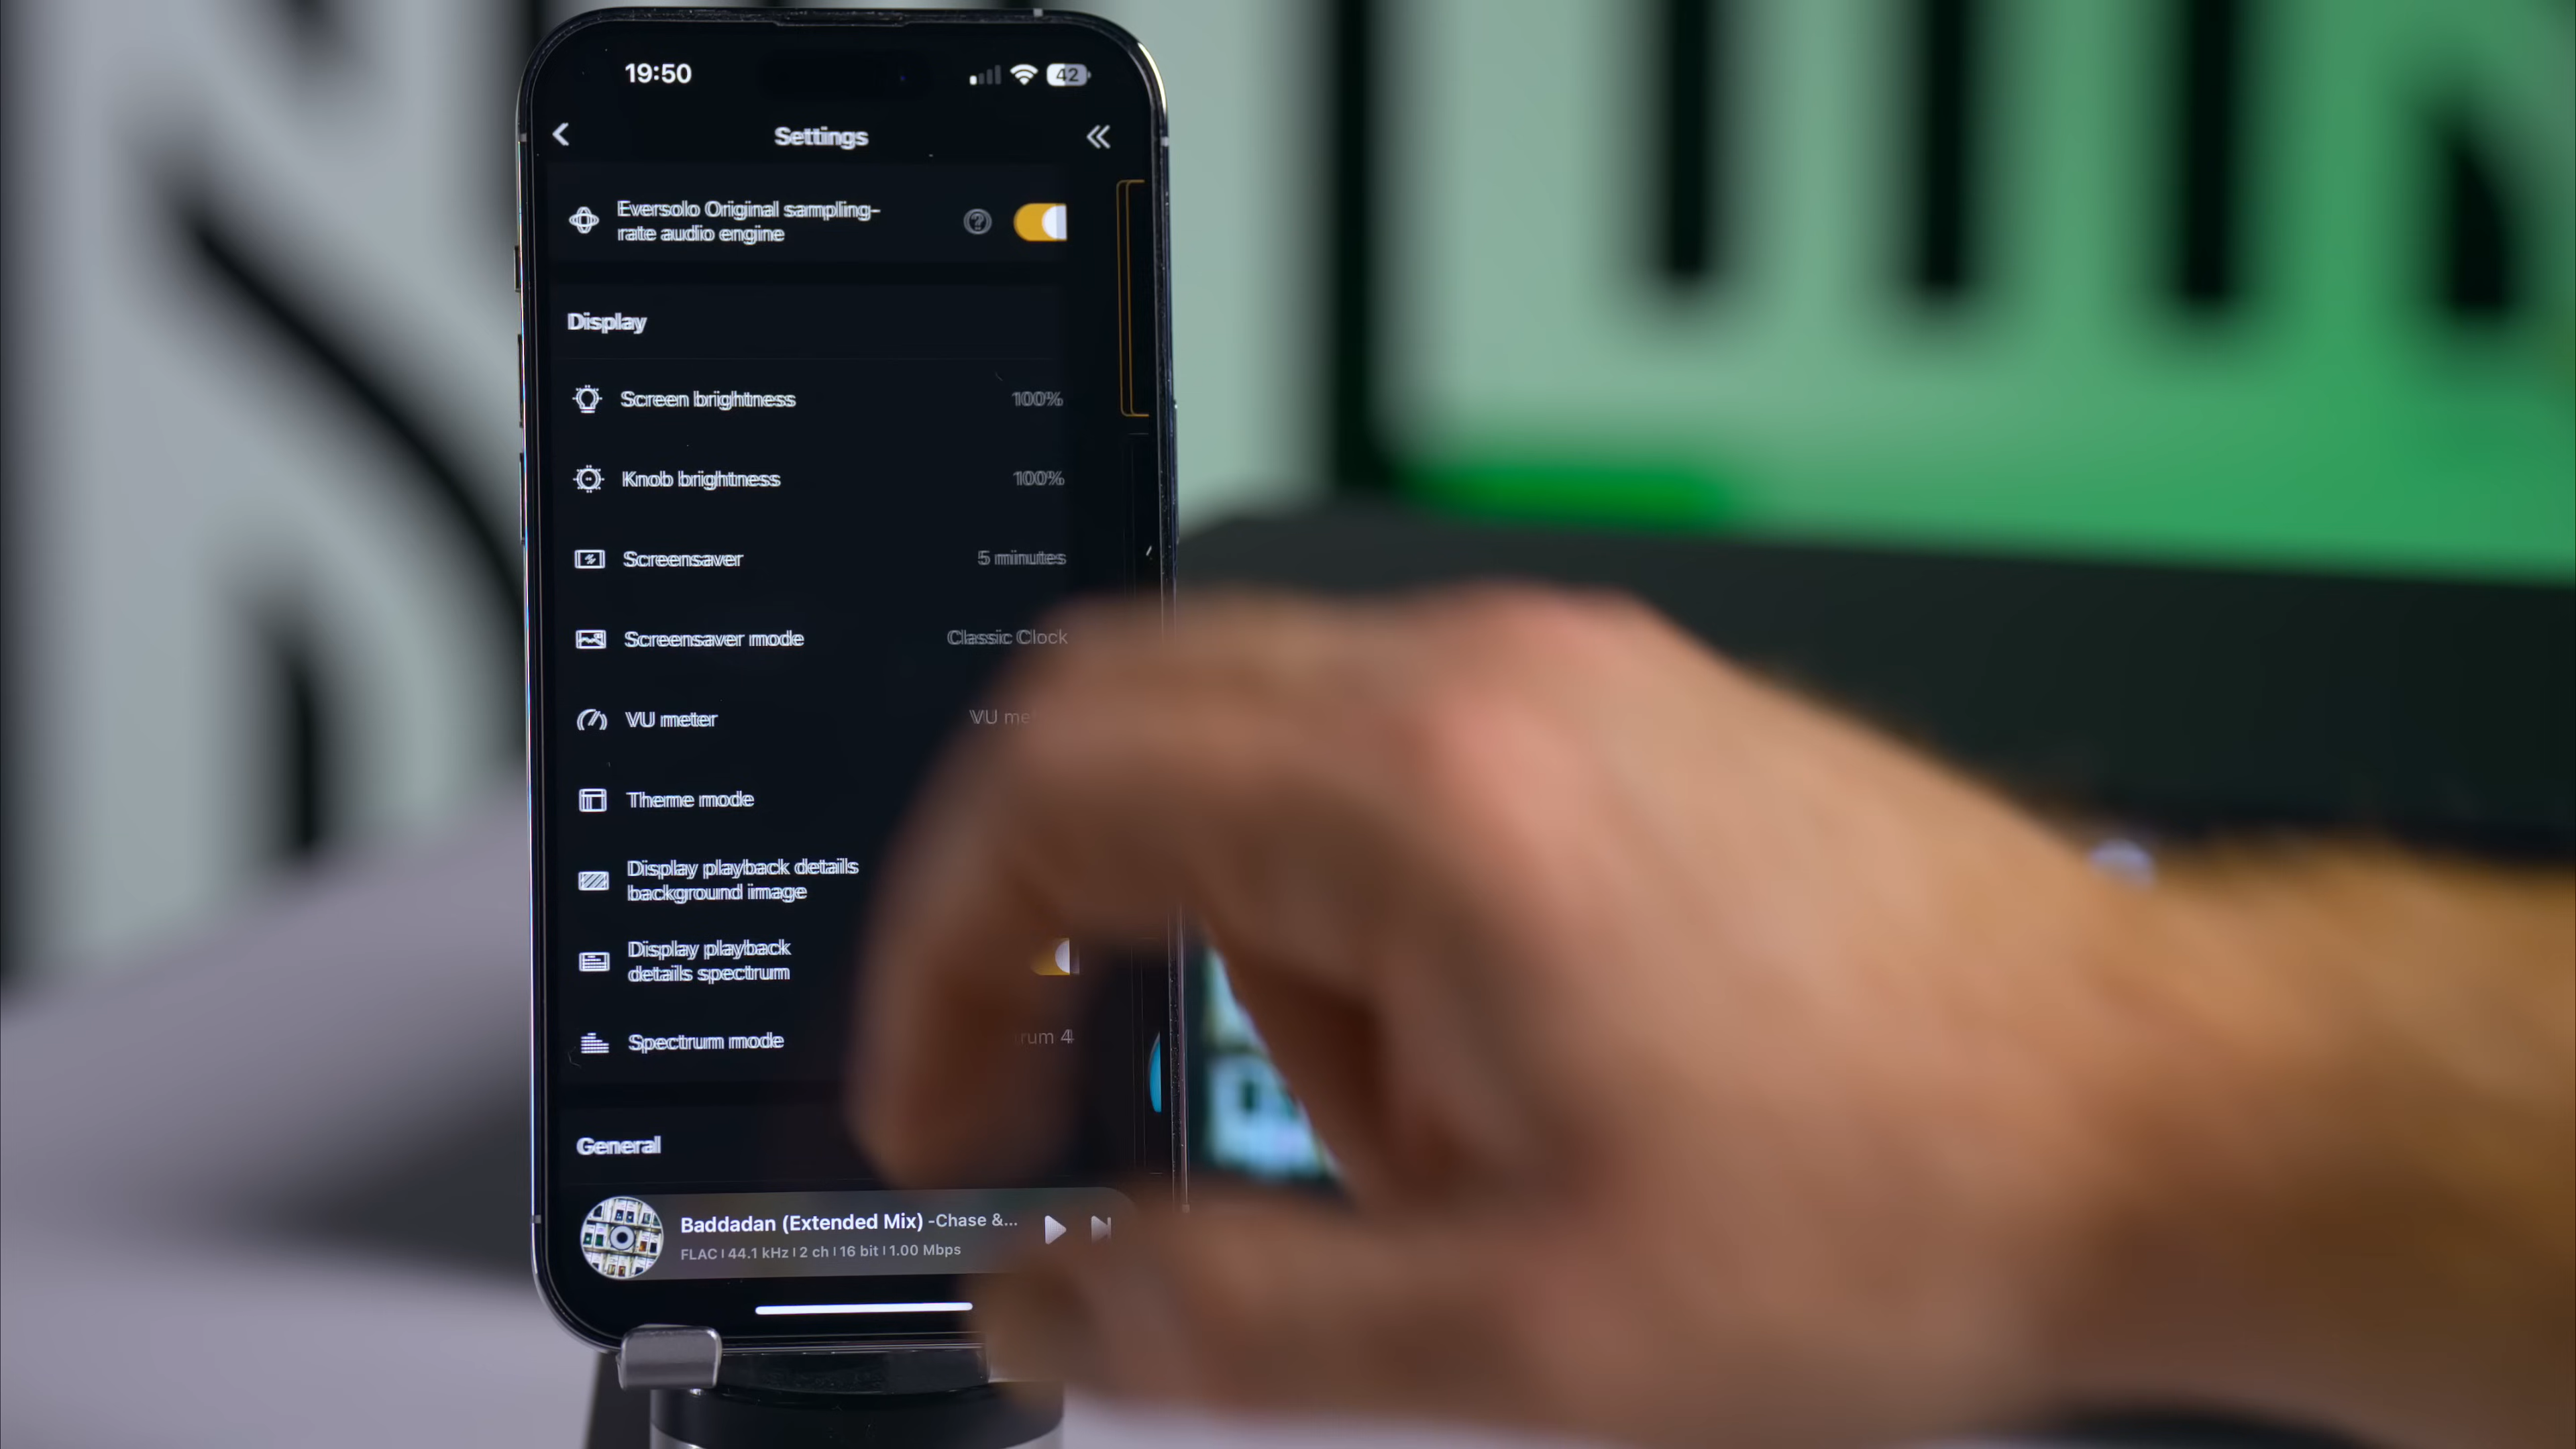 19:50
42
Settings
Eversolo Original sampling-
rate audio engine
Display
Screen brightness 100%
Knob brightness 100%
Screensaver 5 minutes
Screensaver mode Classic Clock
VU meter VU
Theme mode
Display playback details
background image
Display playback
details spectrum
Spectrum mode 4
General
Baddadan (Extended Mix) -Chase &...
FLAC | 44.1 kHz | 2 ch | 16 bit | 1.00 Mbps